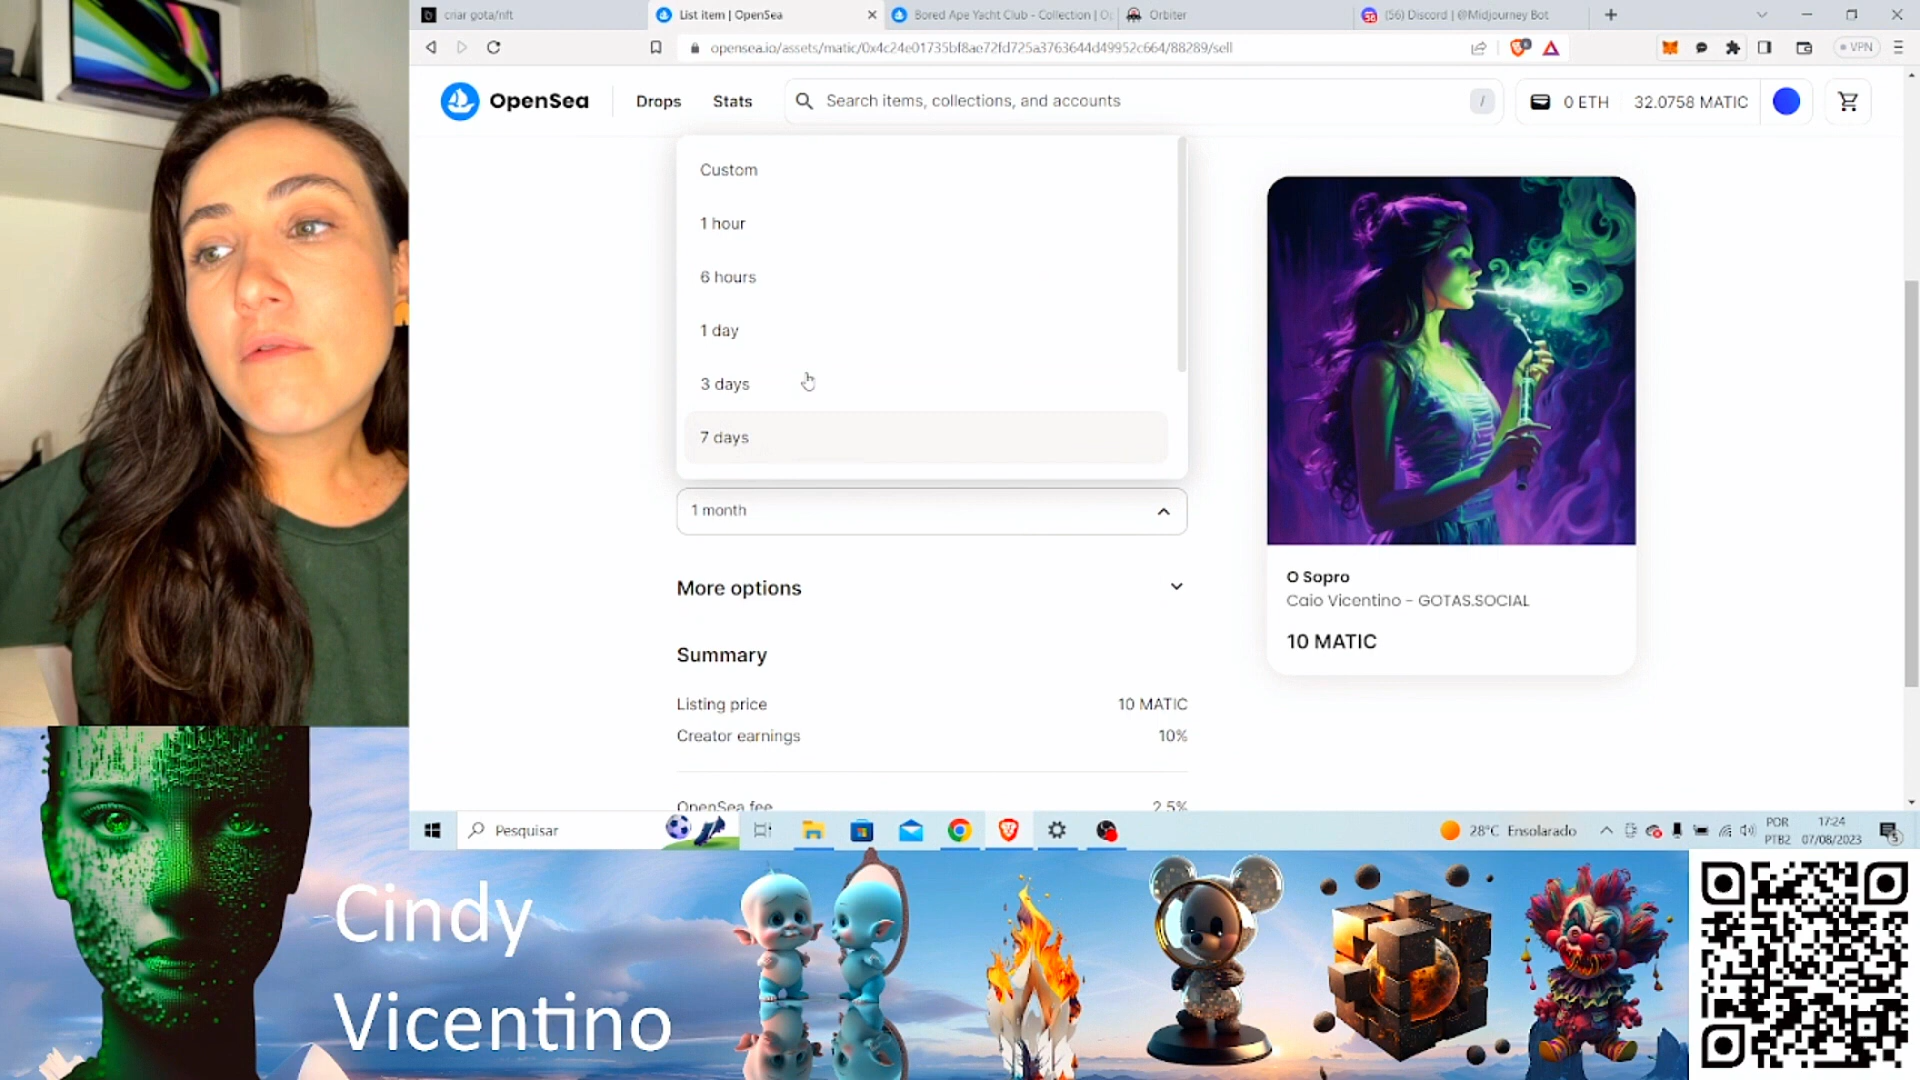 criar gota/nft
List item | OpenSea
Bored Ape Yacht Club - Collection | Op
Orbiter
(56) Discord | @Midjourney Bot
opensea.io/assets/matic/0x4c24e01735bf8ae72fd725a3763644d49952c664/88289/sell
VPN
OpenSea
Drops
Stats
Search items, collections, and accounts
/
0 ETH
32.0758 MATIC
Custom
1 hour
6 hours
1 day
3 days
7 days
1 month
More options
Summary
Listing price
10 MATIC
Creator earnings
10%
OpenSea fee
2.5%
O Sopro
Caio Vicentino - GOTAS.SOCIAL
10 MATIC
Pesquisar
28°C Ensolarado
POR
PTB2
17:24
07/08/2023
5
Cindy
Vicentino